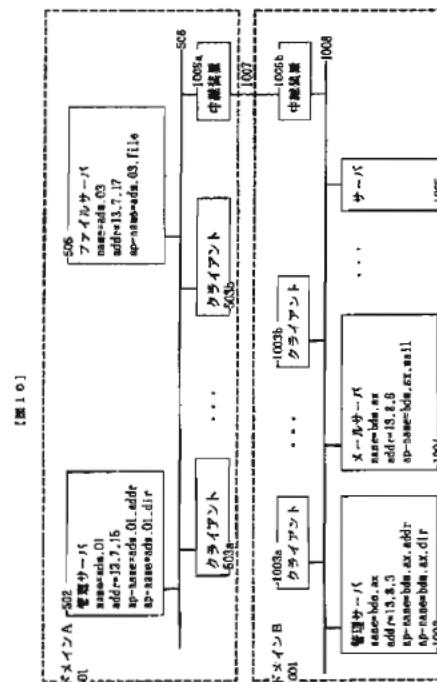 [図10]
ドメインA
502
管理サーバ
name=adm.01
addr=13.7.15
ap-name=adm.01.addr
ap-name=adm.01.dir
505
ファイルサーバ
name=adm.03
addr=13.7.17
ap-name=adm.03.file
506
クライアント
503a
...
クライアント
503b
中継装置
1007
ドメインB
1003a
クライアント
...
1003b
クライアント
1006b
中継装置
1008
管理サーバ
name=bdm.ax
addr=13.8.3
ap-name=bdm.ax.addr
ap-name=bdm.ax.dir
メールサーバ
name=bdm.sx
addr=13.8.6
ap-name=bdm.sx.mail
...
サーバ